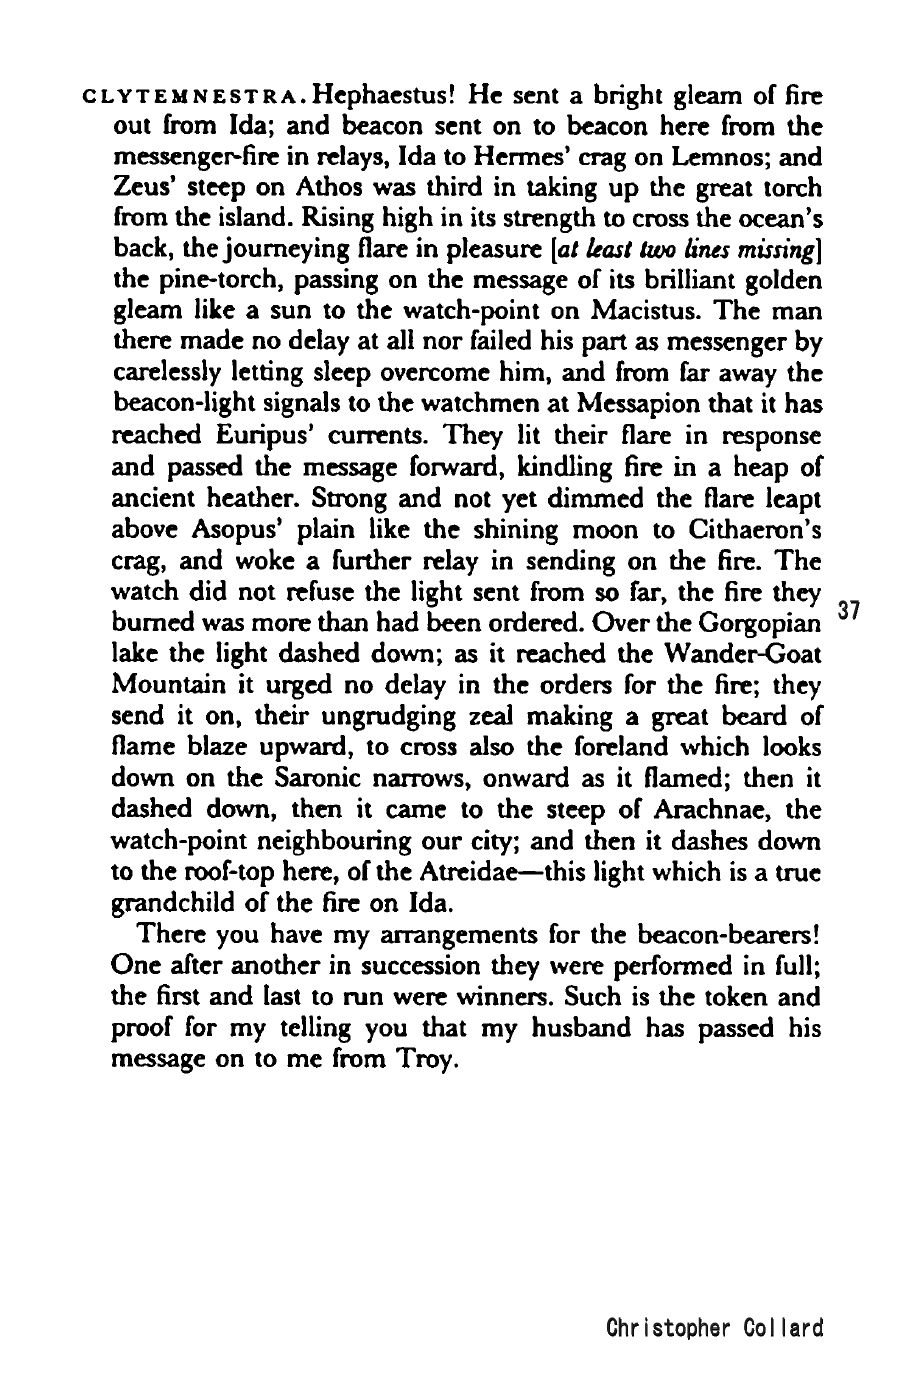 CLYTEMNESTRA. Hephaestus! He sent a bright gleam of fire
out from Ida; and beacon sent on to beacon here from the
messenger-fire in relays, Ida to Hermes' crag on Lemnos; and
Zeus' steep on Athos was third in taking up the great torch
from the island. Rising high in its strength to cross the ocean's
back, the journeying flare in pleasure [at least two lines missing]
the pine-torch, passing on the message of its brilliant golden
gleam like a sun to the watch-point on Macistus. The man
there made no delay at all nor failed his part as messenger by
carelessly letting sleep overcome him, and from far away the
beacon-light signals to the watchmen at Messapion that it has
reached Euripus' currents. They lit their flare in response
and passed the message forward, kindling fire in a heap of
ancient heather. Strong and not yet dimmed the flare leapt
above Asopus' plain like the shining moon to Cithaeron's
crag, and woke a further relay in sending on the fire. The
watch did not refuse the light sent from so far, the fire they
burned was more than had been ordered. Over the Gorgopian
37
lake the light dashed down; as it reached the Wander-Goat
Mountain it urged no delay in the orders for the fire; they
send it on, their ungrudging zeal making a great beard of
flame blaze upward, to cross also the foreland which looks
down on the Saronic narrows, onward as it flamed; then it
dashed down, then it came to the steep of Arachnae, the
watch-point neighbouring our city; and then it dashes down
to the roof-top here, of the Atreidae—this light which is a true
grandchild of the fire on Ida.
There you have my arrangements for the beacon-bearers!
One after another in succession they were performed in full;
the first and last to run were winners. Such is the token and
proof for my telling you that my husband has passed his
message on to me from Troy.
Christopher Collard